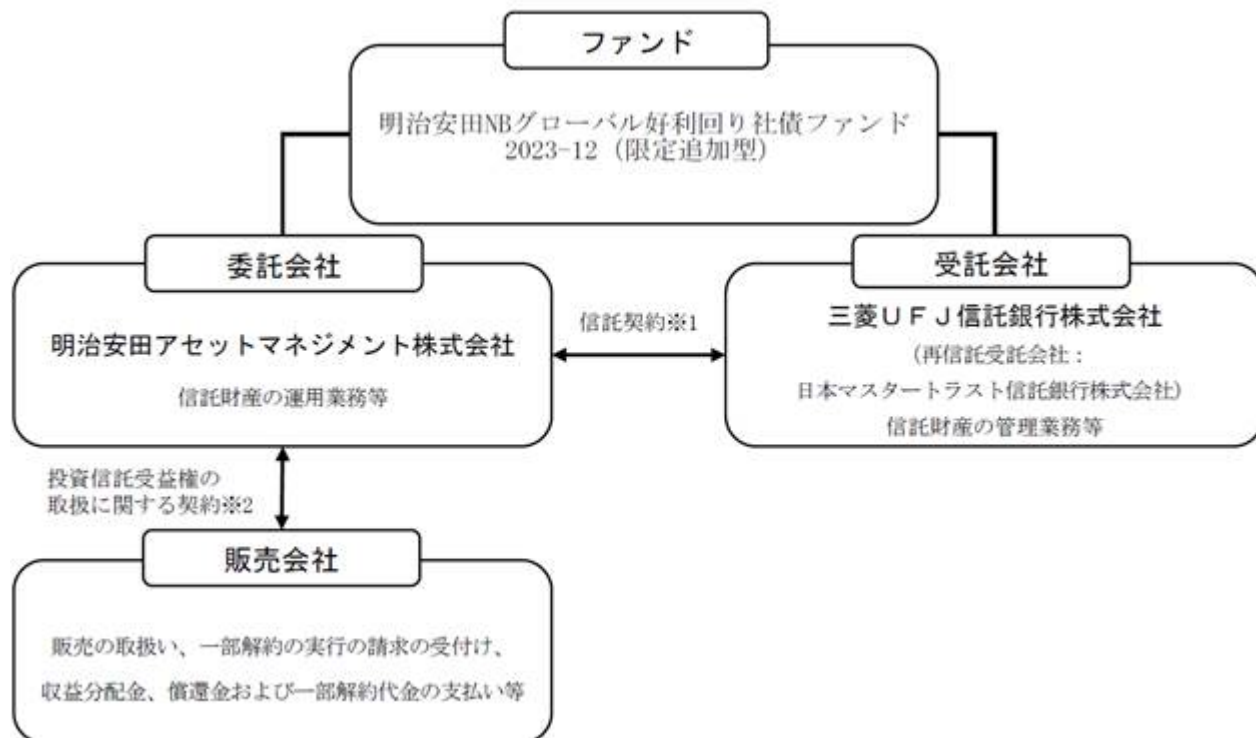 ファンド
明治安田NBグローバル好利回り社債ファンド
2023-12（限定追加型）
委託会社
明治安田アセットマネジメント株式会社
信託財産の運用業務等
信託契約※1
受託会社
三菱ＵＦＪ信託銀行株式会社
（再信託受託会社：
日本マスタートラスト信託銀行株式会社）
信託財産の管理業務等
投資信託受益権の
取扱に関する契約※2
販売会社
販売の取扱い、一部解約の実行の請求の受付け、
収益分配金、償還金および一部解約代金の支払い等